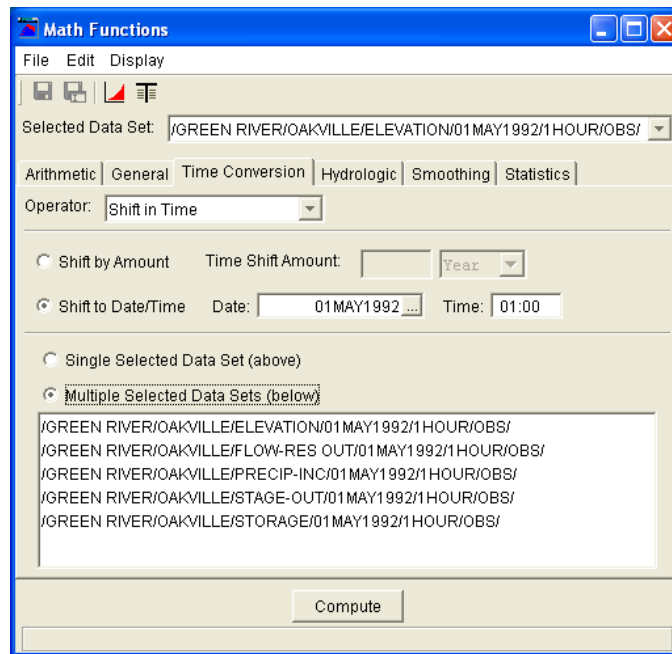 Math Functions
File Edit Display
Selected Data Set: /GREEN RIVER/OAKVILLE/ELEVATION/01MAY1992/1HOUR/OBS/
Arithmetic General Time Conversion Hydrologic Smoothing Statistics
Operator: Shift in Time
Shift by Amount Time Shift Amount: Year
Shift to Date/Time Date: 01MAY1992 ... Time: 01:00
Single Selected Data Set (above)
Multiple Selected Data Sets (below)
/GREEN RIVER/OAKVILLE/ELEVATION/01MAY1992/1HOUR/OBS/
/GREEN RIVER/OAKVILLE/FLOW-RES OUT/01MAY1992/1HOUR/OBS/
/GREEN RIVER/OAKVILLE/PRECIP-INC/01MAY1992/1HOUR/OBS/
/GREEN RIVER/OAKVILLE/STAGE-OUT/01MAY1992/1HOUR/OBS/
/GREEN RIVER/OAKVILLE/STORAGE/01MAY1992/1HOUR/OBS/
Compute